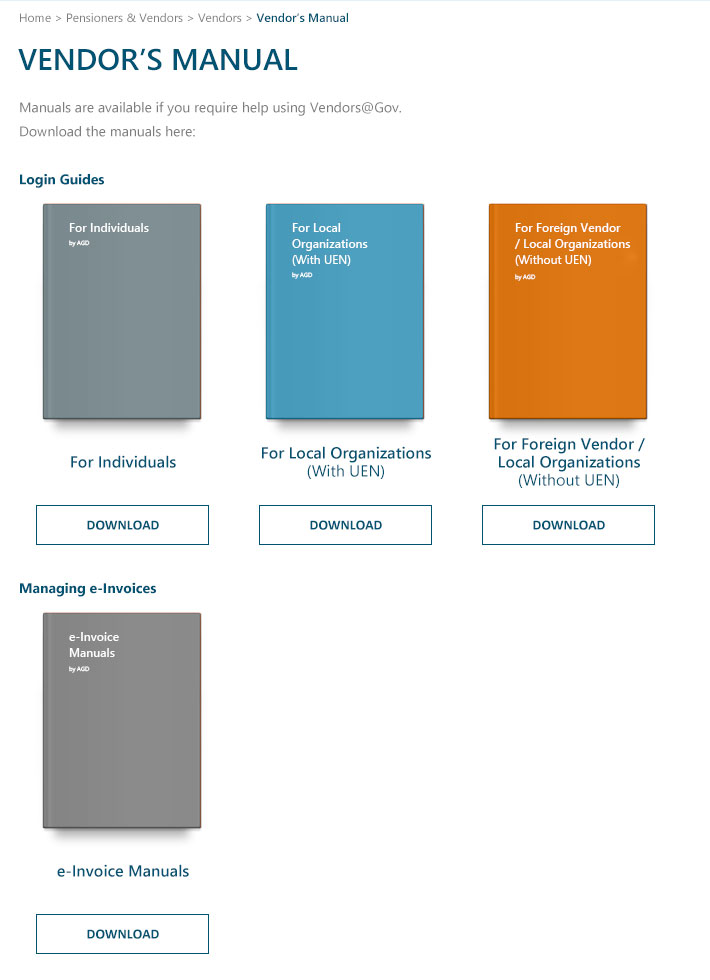 Home > Pensioners & Vendors > Vendors > Vendor's Manual
VENDOR'S MANUAL
Manuals are available if you require help using Vendors@Gov.
Download the manuals here:
Login Guides
For Individuals
by AGD
For Local
Organizations
(With UEN)
by AGD
For Foreign Vendor
/ Local Organizations
(Without UEN)
by AGD
For Individuals
For Local Organizations
(With UEN)
For Foreign Vendor /
Local Organizations
(Without UEN)
DOWNLOAD
DOWNLOAD
DOWNLOAD
Managing e-Invoices
e-Invoice
Manuals
by AGD
e-Invoice Manuals
DOWNLOAD